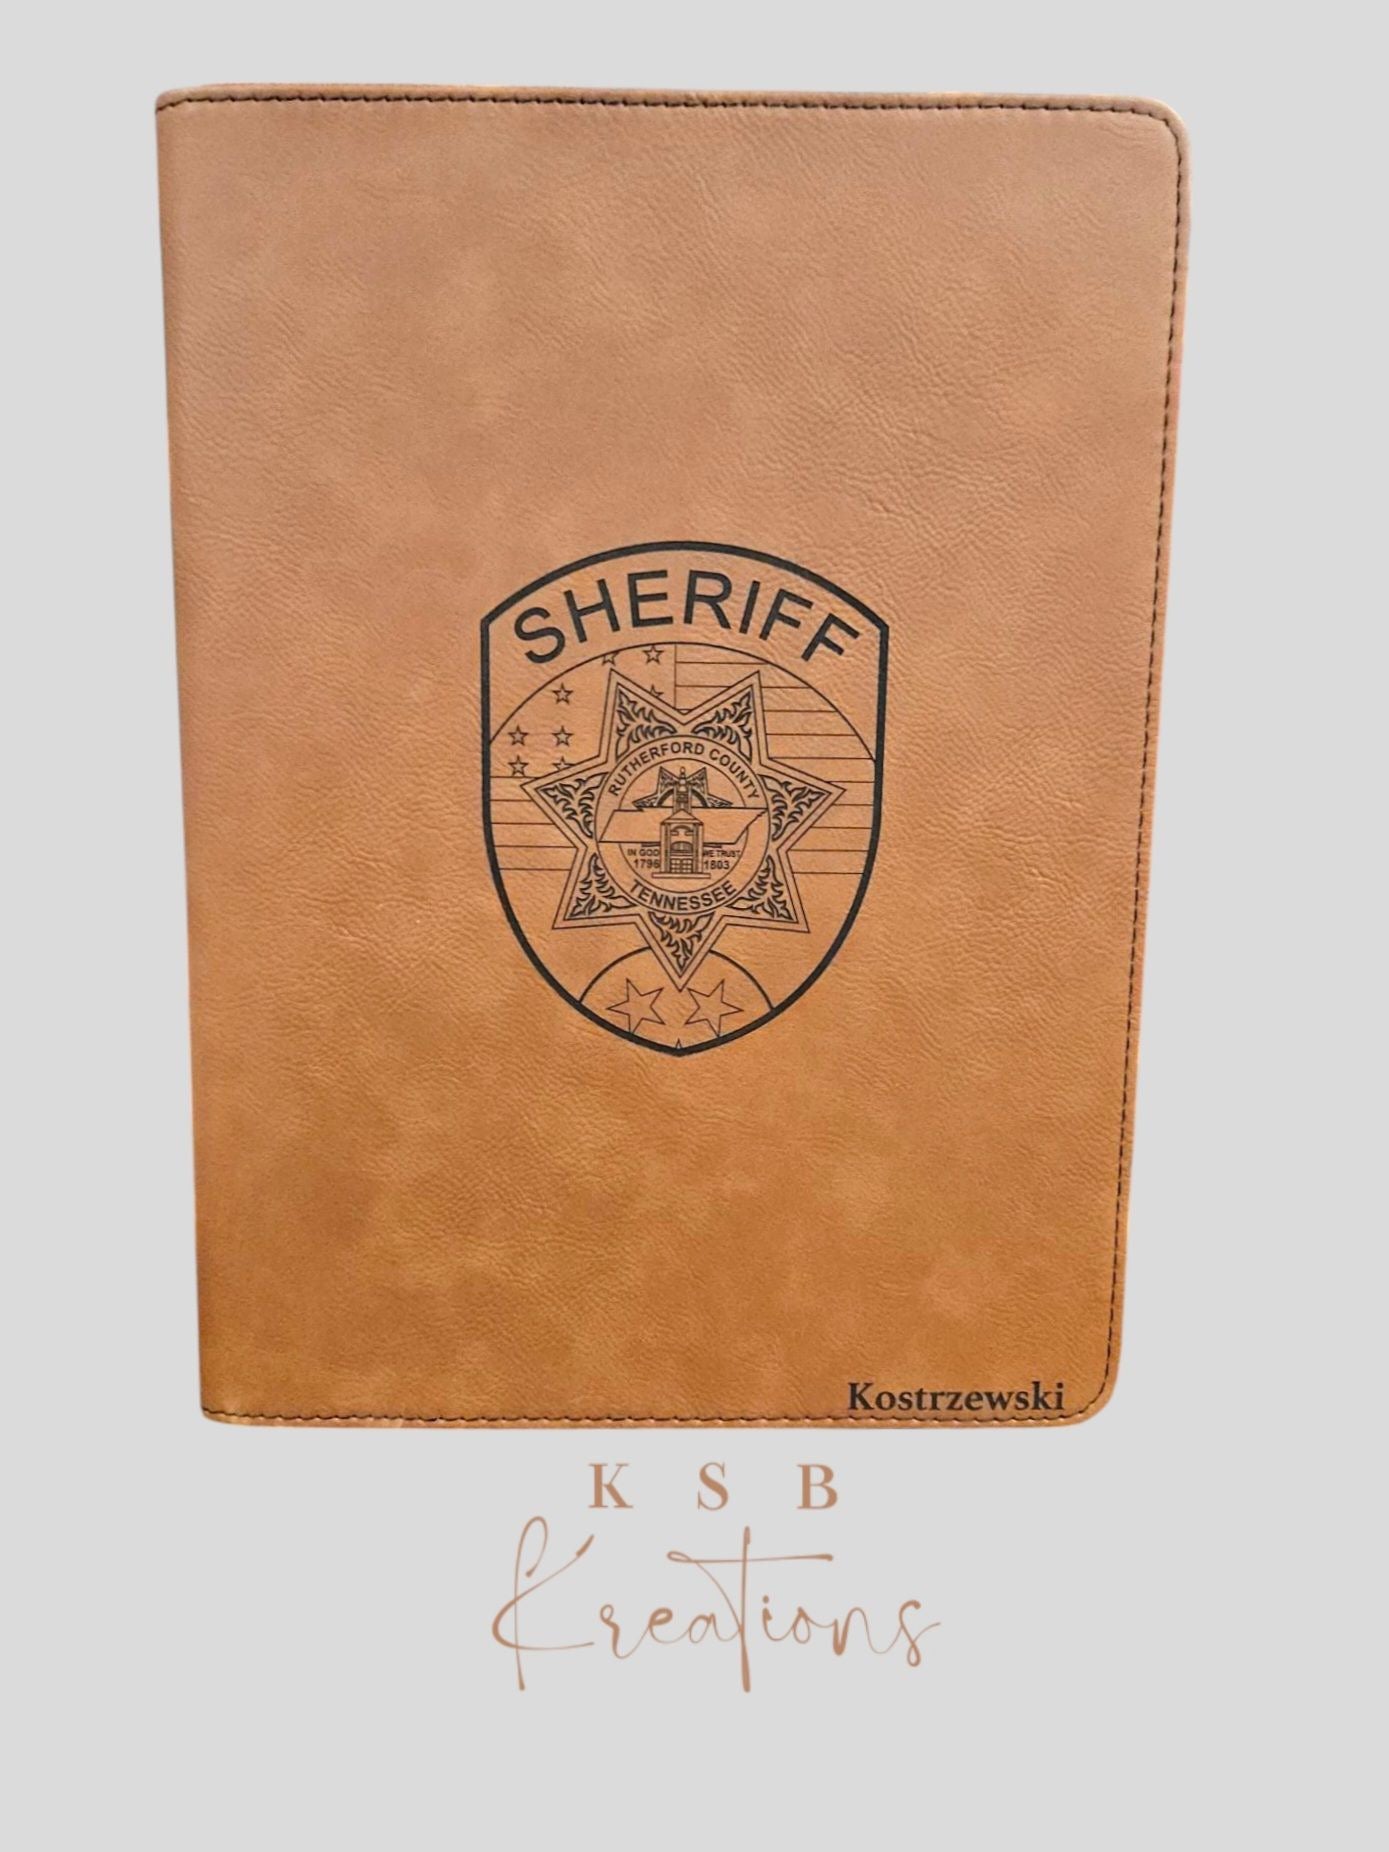 SHERIFF
RUTHERFORD COUNTY
IN GOD WE TRUST
1796 1803
TENNESSEE
Kostrzewski
K S B
Kreations